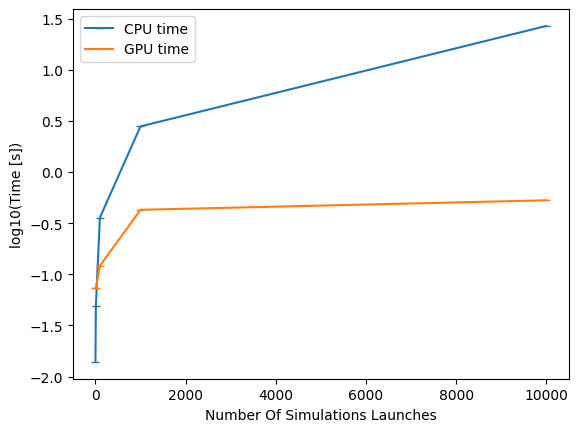 CPU time
GPU time
1.5
1.0
0.5
0.0
−0.5
−1.0
−1.5
−2.0
log10(Time [s])
0 2000 4000 6000 8000 10000
Number Of Simulations Launches